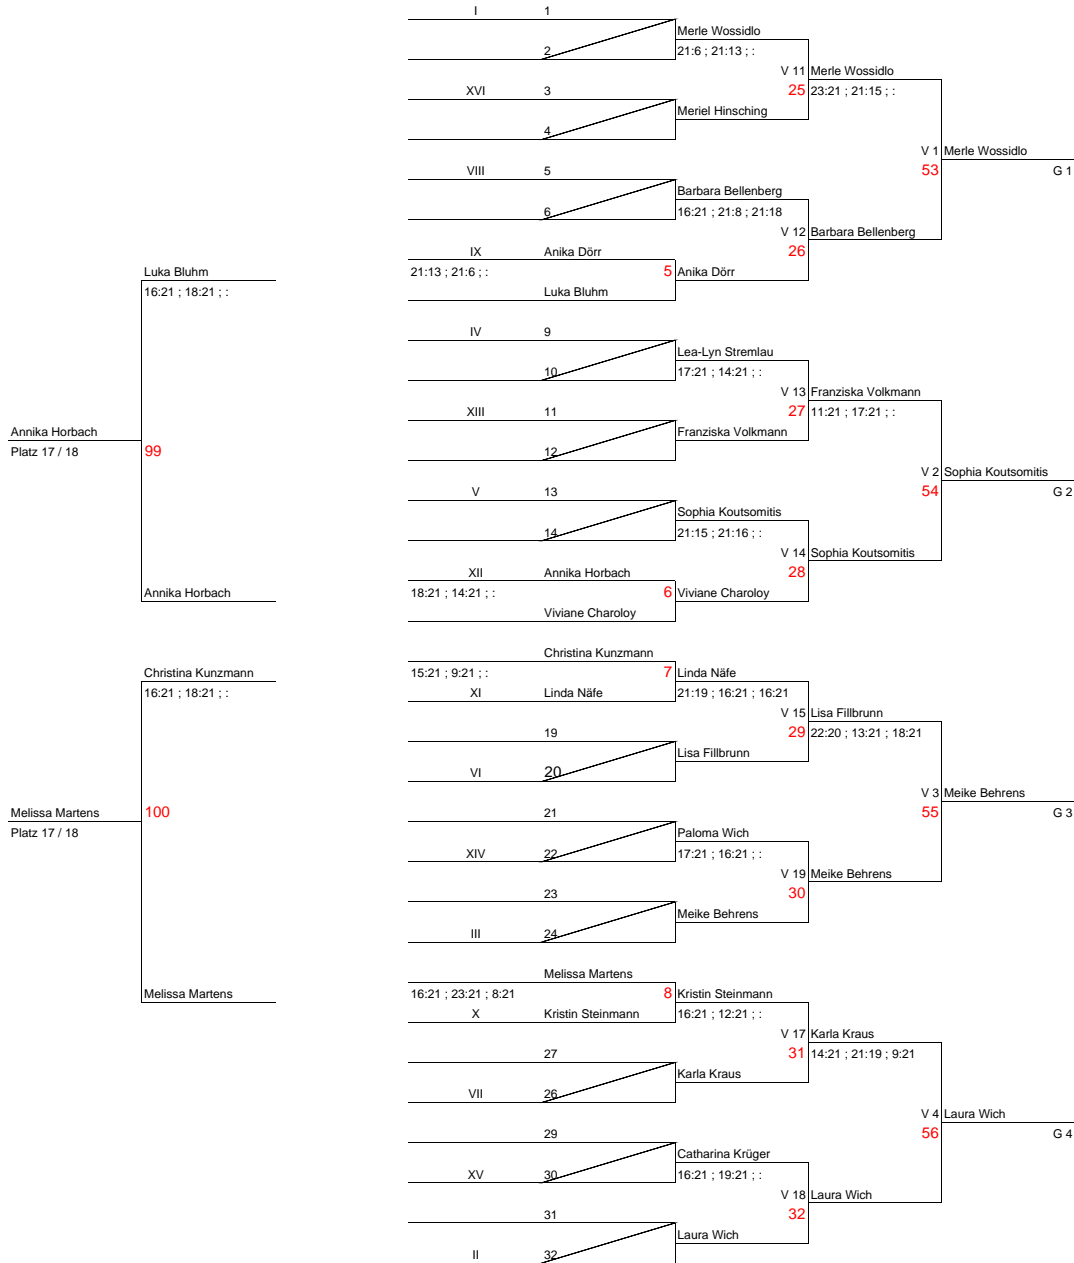 I 1
Merle Wossidlo
2 21:6 ; 21:13 ; :
V 11 Merle Wossidlo
XVI 3 25 23:21 ; 21:15 ; :
Meriel Hinsching
4
V 1 Merle Wossidlo
VIII 5 53 G 1
Barbara Bellenberg
6 16:21 ; 21:8 ; 21:18
V 12 Barbara Bellenberg
IX Anika Dörr 26
Luka Bluhm 21:13 ; 21:6 ; : 5 Anika Dörr
16:21 ; 18:21 ; : Luka Bluhm
IV 9
Lea-Lyn Stremlau
10 17:21 ; 14:21 ; :
V 13 Franziska Volkmann
XIII 11 27 11:21 ; 17:21 ; :
Annika Horbach Franziska Volkmann
Platz 17 / 18 99 12
V 2 Sophia Koutsomitis
V 13 54 G 2
Sophia Koutsomitis
14 21:15 ; 21:16 ; :
V 14 Sophia Koutsomitis
XII Annika Horbach 28
Annika Horbach 18:21 ; 14:21 ; : 6 Viviane Charoloy
Viviane Charoloy
Christina Kunzmann
Christina Kunzmann 15:21 ; 9:21 ; : 7 Linda Näfe
16:21 ; 18:21 ; : XI Linda Näfe 21:19 ; 16:21 ; 16:21
V 15 Lisa Fillbrunn
19 29 22:20 ; 13:21 ; 18:21
Lisa Fillbrunn
VI 20
V 3 Meike Behrens
Melissa Martens 100 21 55 G 3
Platz 17 / 18 Paloma Wich
XIV 22 17:21 ; 16:21 ; :
V 19 Meike Behrens
23 30
Meike Behrens
III 24
Melissa Martens
Melissa Martens 16:21 ; 23:21 ; 8:21 8 Kristin Steinmann
X Kristin Steinmann 16:21 ; 12:21 ; :
V 17 Karla Kraus
27 31 14:21 ; 21:19 ; 9:21
Karla Kraus
VII 26
V 4 Laura Wich
29 56 G 4
Catharina Krüger
XV 30 16:21 ; 19:21 ; :
V 18 Laura Wich
31 32
Laura Wich
II 32